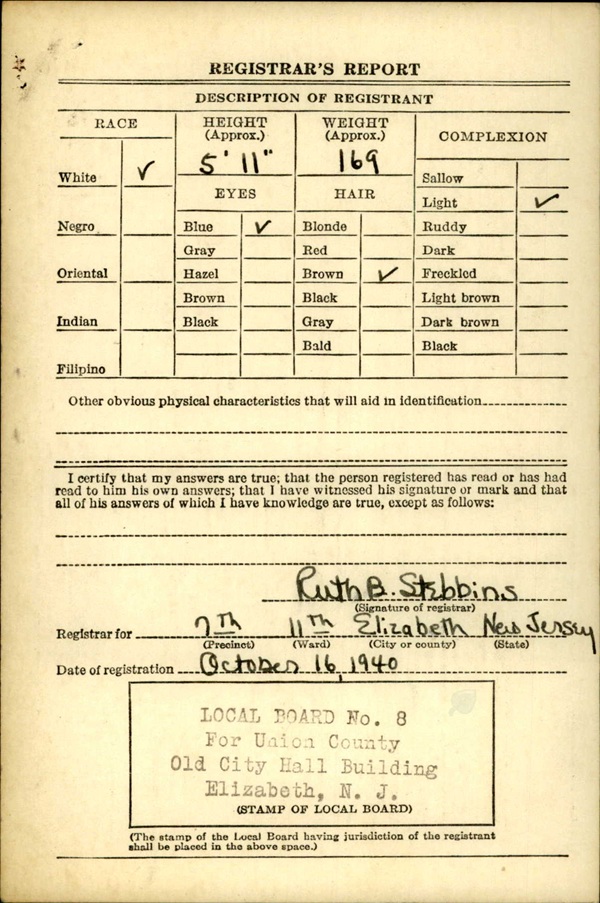 REGISTRAR'S REPORT
DESCRIPTION OF REGISTRANT
RACE
HEIGHT
(Approx.)
WEIGHT
(Approx.)
COMPLEXION
5' 11"
169
White ✓
Sallow
EYES
HAIR
Light ✓
Negro
Blue ✓
Blonde
Ruddy
Gray
Red
Dark
Oriental
Hazel
Brown ✓
Freckled
Brown
Black
Light brown
Indian
Black
Gray
Dark brown
Bald
Black
Filipino
Other obvious physical characteristics that will aid in identification
I certify that my answers are true; that the person registered has read or has had
read to him his own answers; that I have witnessed his signature or mark and that
all of his answers of which I have knowledge are true, except as follows:
Ruth B. Stebbins
(Signature of registrar)
Registrar for 7th 11th Elizabeth New Jersey
(Precinct) (Ward) (City or county) (State)
Date of registration October 16, 1940
LOCAL BOARD No. 8
For Union County
Old City Hall Building
Elizabeth, N. J.
(STAMP OF LOCAL BOARD)
(The stamp of the Local Board having jurisdiction of the registrant
shall be placed in the above space.)